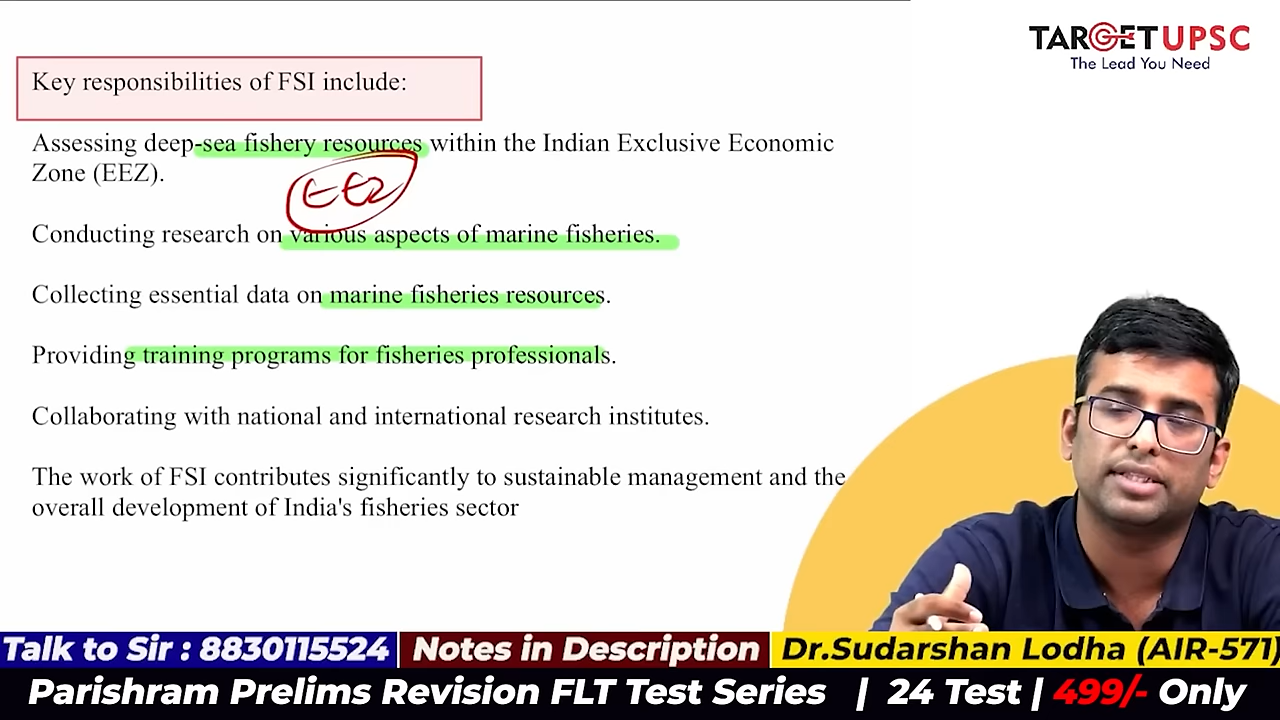 TARGETUPSC
The Lead You Need
Key responsibilities of FSI include:
Assessing deep-sea fishery resources within the Indian Exclusive Economic
Zone (EEZ).
EEZ
Conducting research on various aspects of marine fisheries.
Collecting essential data on marine fisheries resources.
Providing training programs for fisheries professionals.
Collaborating with national and international research institutes.
The work of FSI contributes significantly to sustainable management and the
overall development of India's fisheries sector
Talk to Sir : 8830115524
Notes in Description
Dr.Sudarshan Lodha (AIR-571)
Parishram Prelims Revision FLT Test Series | 24 Test | 499/- Only